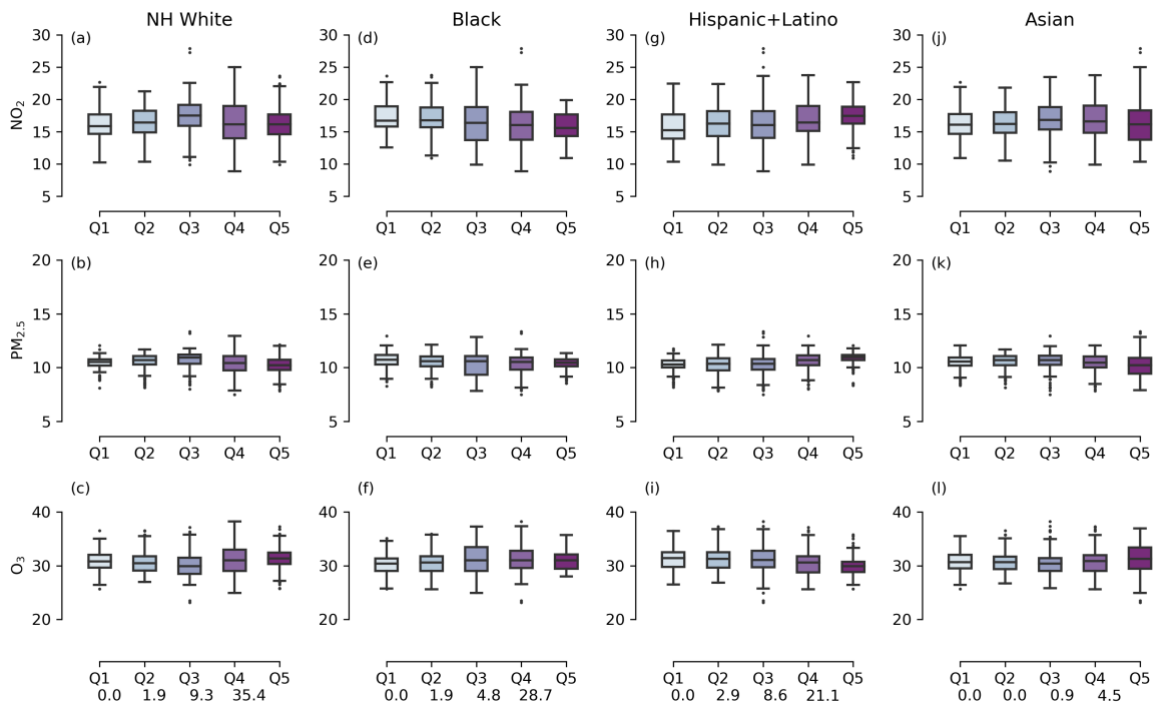 NH White Black Hispanic+Latino Asian
(a) (d) (g) (j)
30 30 30 30
25 25 25 25
20 20 20 20
15 15 15 15
10 10 10 10
5 5 5 5
NO2
Q1 Q2 Q3 Q4 Q5 Q1 Q2 Q3 Q4 Q5 Q1 Q2 Q3 Q4 Q5 Q1 Q2 Q3 Q4 Q5
(b) (e) (h) (k)
20 20 20 20
15 15 15 15
10 10 10 10
5 5 5 5
PM2.5
Q1 Q2 Q3 Q4 Q5 Q1 Q2 Q3 Q4 Q5 Q1 Q2 Q3 Q4 Q5 Q1 Q2 Q3 Q4 Q5
(c) (f) (i) (l)
40 40 40 40
30 30 30 30
20 20 20 20
O3
Q1 Q2 Q3 Q4 Q5 Q1 Q2 Q3 Q4 Q5 Q1 Q2 Q3 Q4 Q5 Q1 Q2 Q3 Q4 Q5
0.0 1.9 9.3 35.4 0.0 1.9 4.8 28.7 0.0 2.9 8.6 21.1 0.0 0.0 0.9 4.5